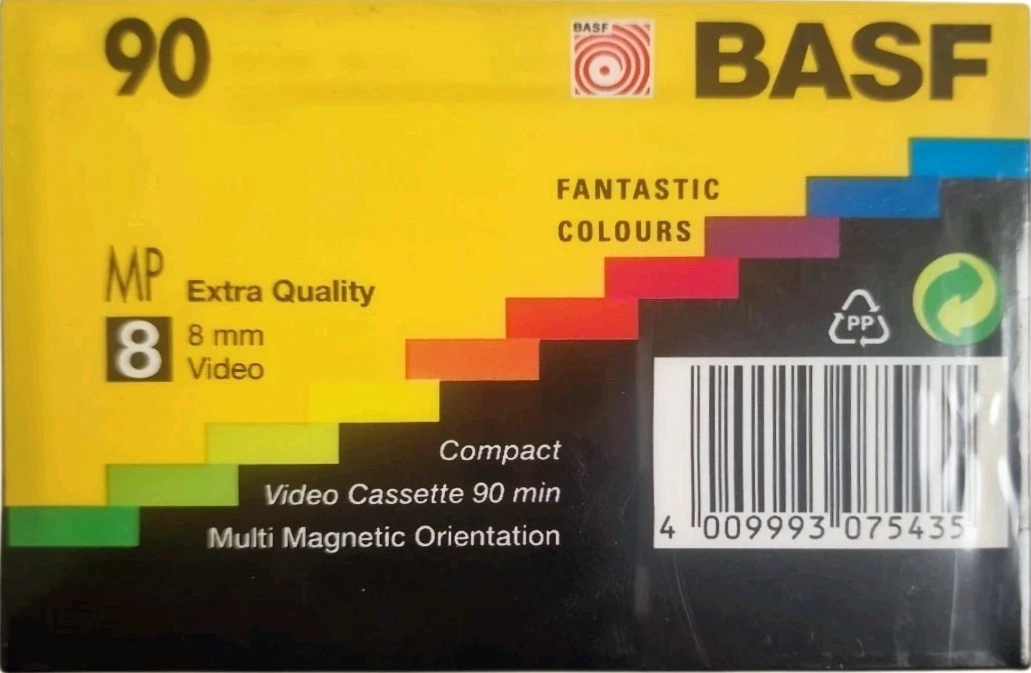 90
BASF
BASF
FANTASTIC
COLOURS
MP
Extra Quality
8
8 mm
Video
PP
Compact
Video Cassette 90 min
Multi Magnetic Orientation
4 009993 075435